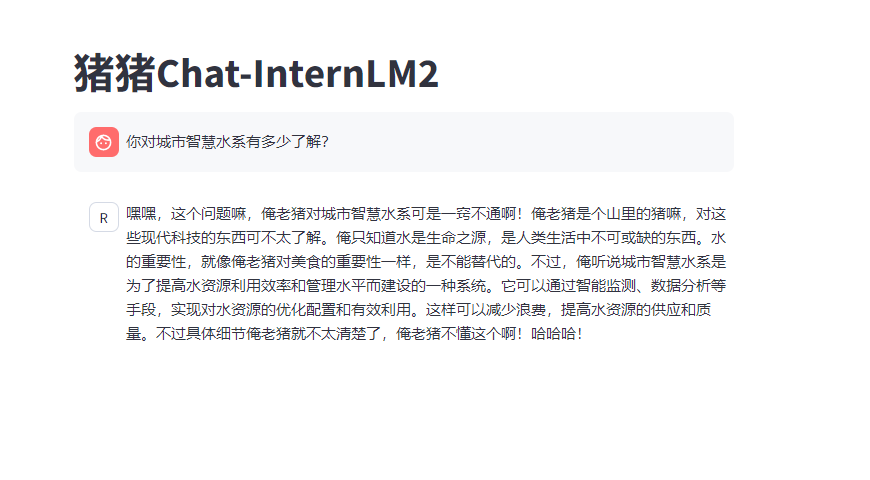 猪猪Chat-InternLM2
你对城市智慧水系有多少了解？
R
嘿嘿，这个问题嘛，俺老猪对城市智慧水系可是一窍不通啊！俺老猪是个山里的猪嘛，对这
些现代科技的东西可不太了解。俺只知道水是生命之源，是人类生活中不可或缺的东西。水
的重要性，就像俺老猪对美食的重要性一样，是不能替代的。不过，俺听说城市智慧水系是
为了提高水资源利用效率和管理水平而建设的一种系统。它可以通过智能监测、数据分析等
手段，实现对水资源的优化配置和有效利用。这样可以减少浪费，提高水资源的供应和质
量。不过具体细节俺老猪就不太清楚了，俺老猪不懂这个啊！哈哈哈！